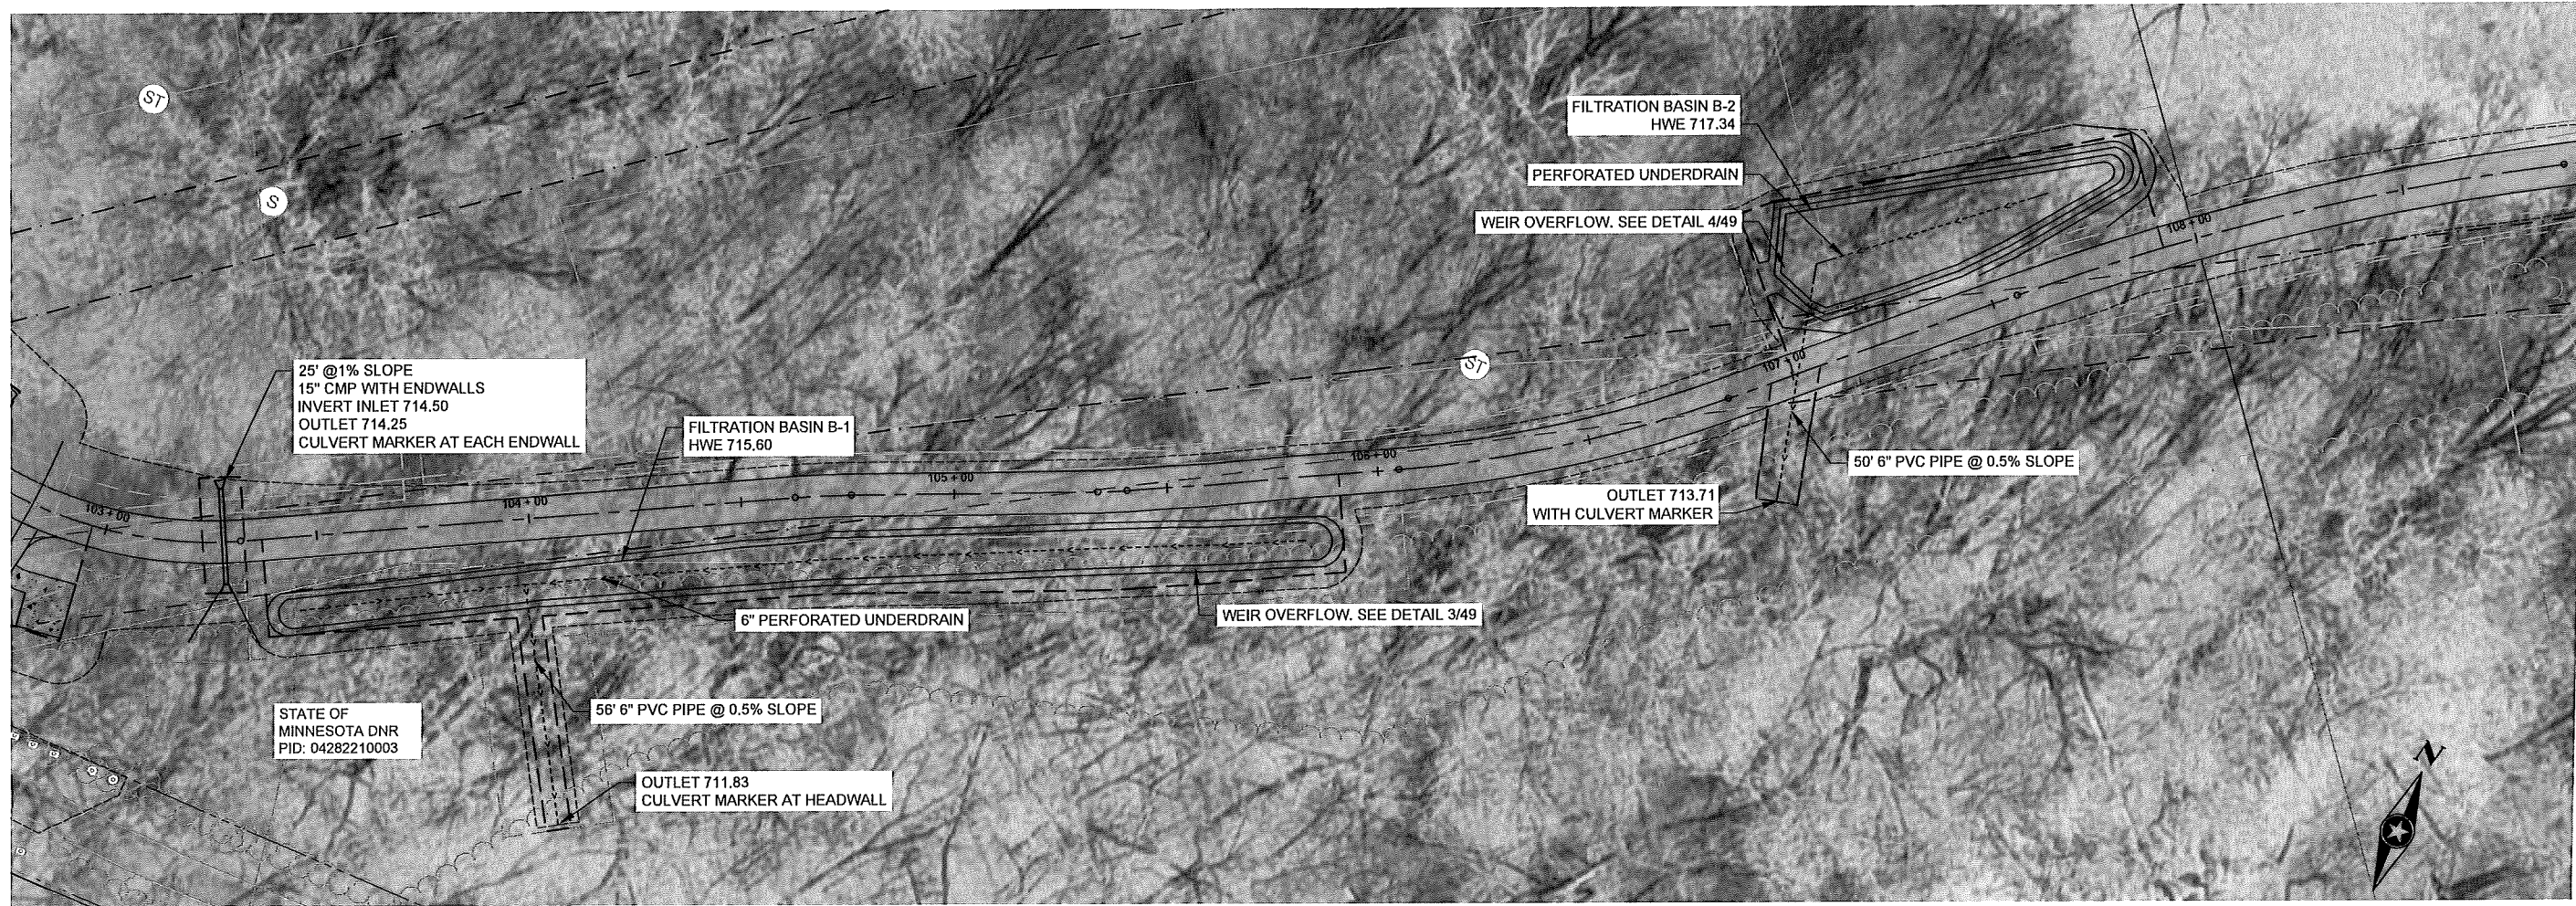 ST
S
25' @1% SLOPE
15" CMP WITH ENDWALLS
INVERT INLET 714.50
OUTLET 714.25
CULVERT MARKER AT EACH ENDWALL
FILTRATION BASIN B-1
HWE 715.60
FILTRATION BASIN B-2
HWE 717.34
PERFORATED UNDERDRAIN
WEIR OVERFLOW. SEE DETAIL 4/49
ST
103 + 00
104 + 00
105 + 00
106 + 00
107 + 00
108 + 00
50' 6" PVC PIPE @ 0.5% SLOPE
OUTLET 713.71
WITH CULVERT MARKER
6" PERFORATED UNDERDRAIN
WEIR OVERFLOW. SEE DETAIL 3/49
56' 6" PVC PIPE @ 0.5% SLOPE
STATE OF
MINNESOTA DNR
PID: 04282210003
OUTLET 711.83
CULVERT MARKER AT HEADWALL
N